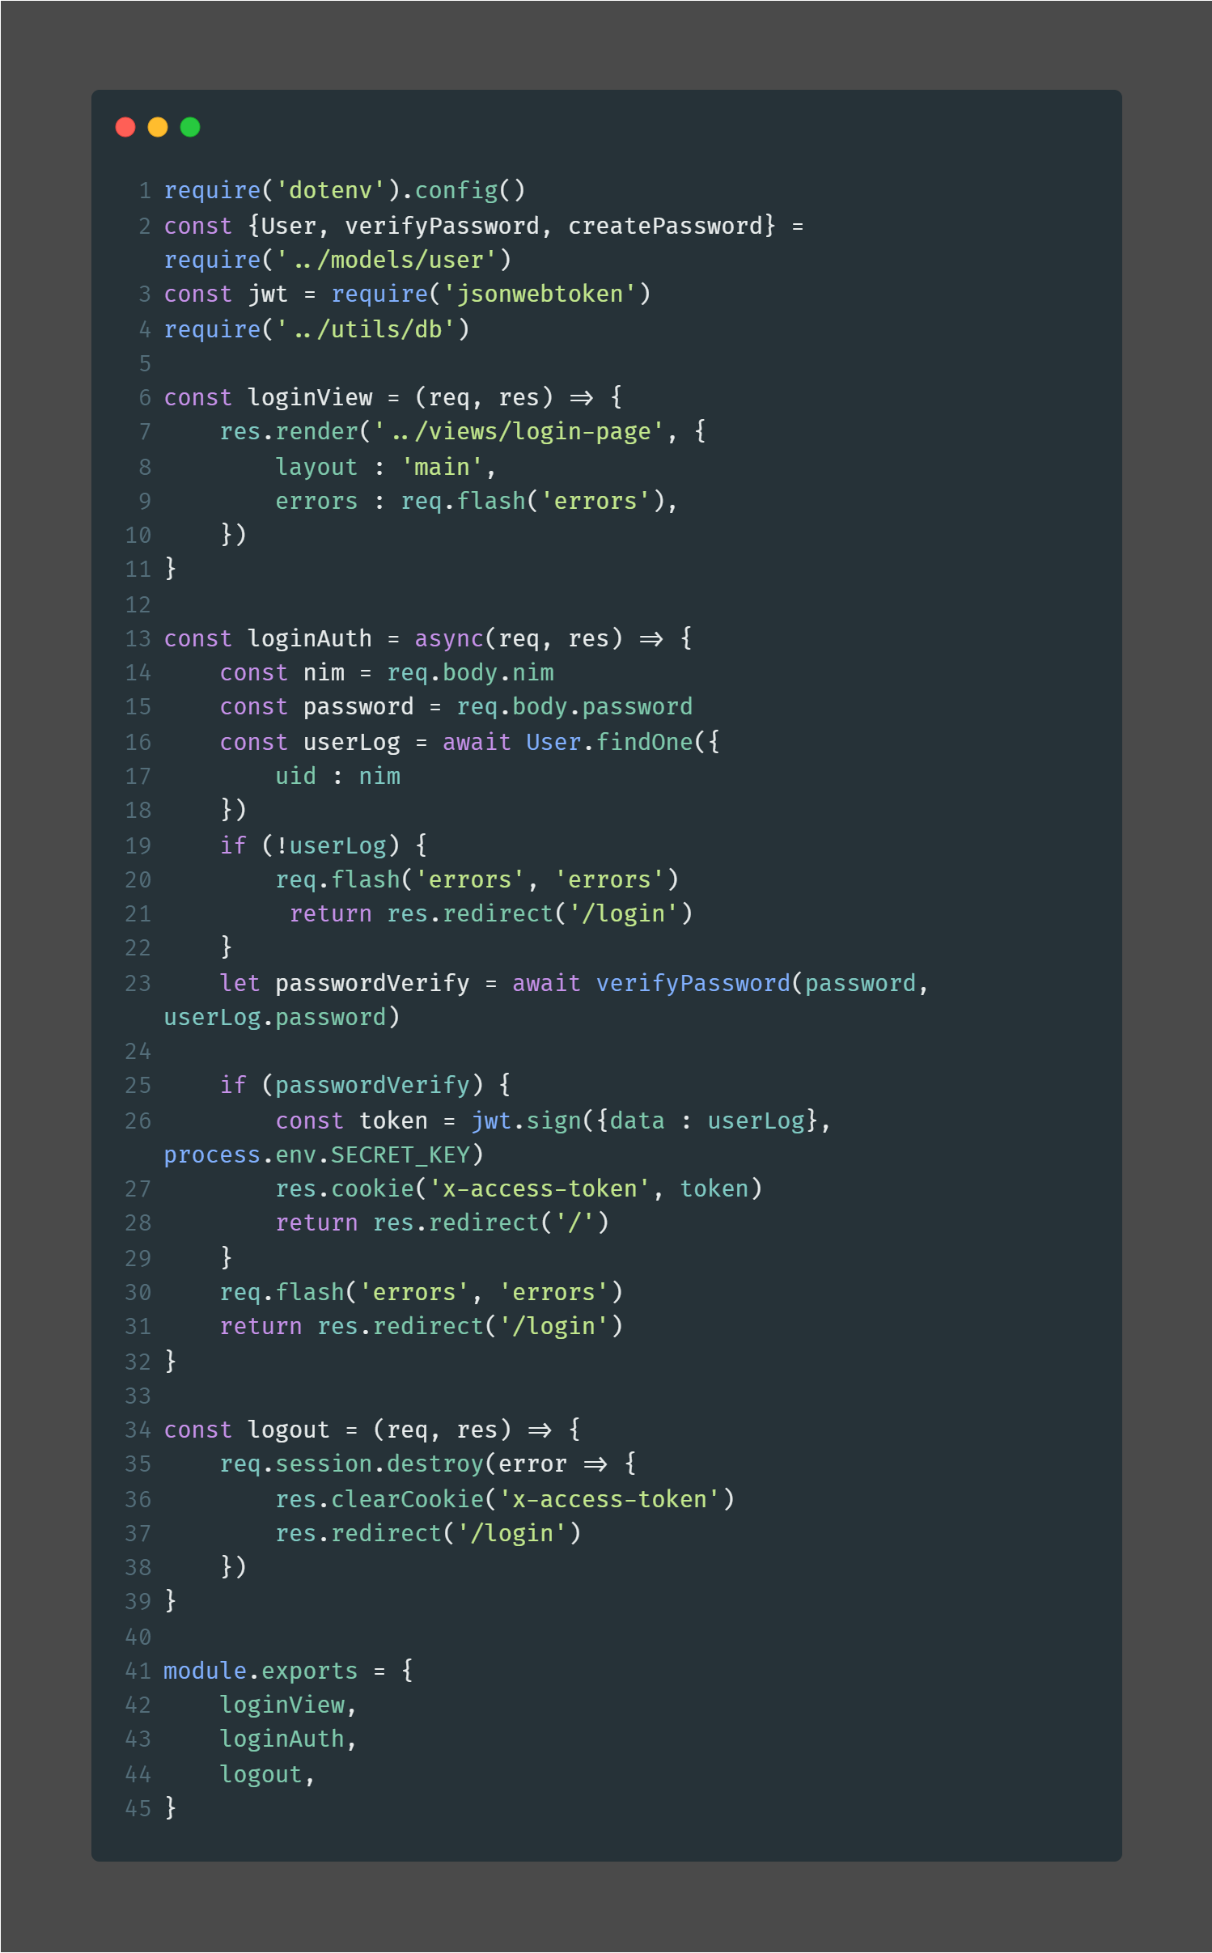 1 require('dotenv').config()
2 const {User, verifyPassword, createPassword} =
require('../models/user')
3 const jwt = require('jsonwebtoken')
4 require('../utils/db')
5
6 const loginView = (req, res) => {
7     res.render('../views/login-page', {
8         layout : 'main',
9         errors : req.flash('errors'),
10     })
11 }
12
13 const loginAuth = async(req, res) => {
14     const nim = req.body.nim
15     const password = req.body.password
16     const userLog = await User.findOne({
17         uid : nim
18     })
19     if (!userLog) {
20         req.flash('errors', 'errors')
21          return res.redirect('/login')
22     }
23     let passwordVerify = await verifyPassword(password,
userLog.password)
24
25     if (passwordVerify) {
26         const token = jwt.sign({data : userLog},
process.env.SECRET_KEY)
27         res.cookie('x-access-token', token)
28         return res.redirect('/')
29     }
30     req.flash('errors', 'errors')
31     return res.redirect('/login')
32 }
33
34 const logout = (req, res) => {
35     req.session.destroy(error => {
36         res.clearCookie('x-access-token')
37         res.redirect('/login')
38     })
39 }
40
41 module.exports = {
42     loginView,
43     loginAuth,
44     logout,
45 }